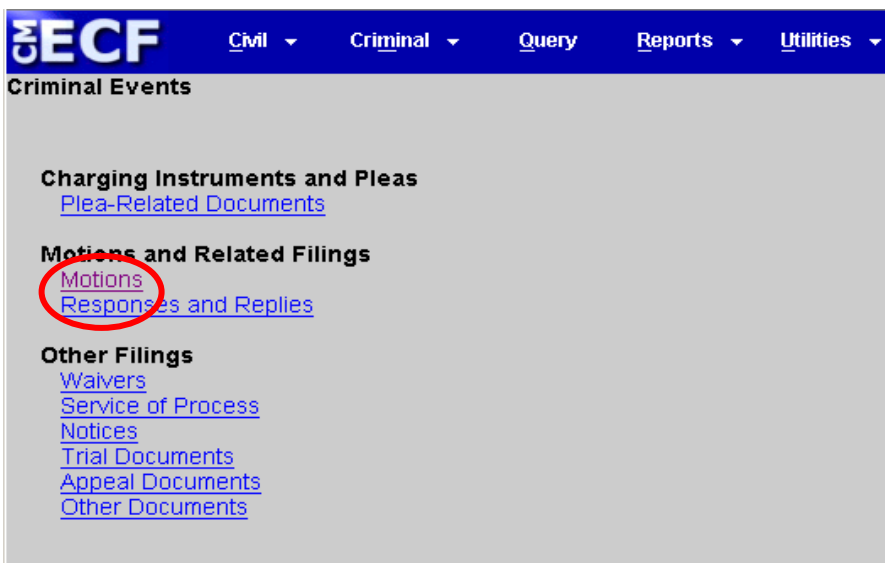 CM ECF Civil Criminal Query Reports Utilities
Criminal Events
Charging Instruments and Pleas
Plea-Related Documents
Motions and Related Filings
Motions
Responses and Replies
Other Filings
Waivers
Service of Process
Notices
Trial Documents
Appeal Documents
Other Documents